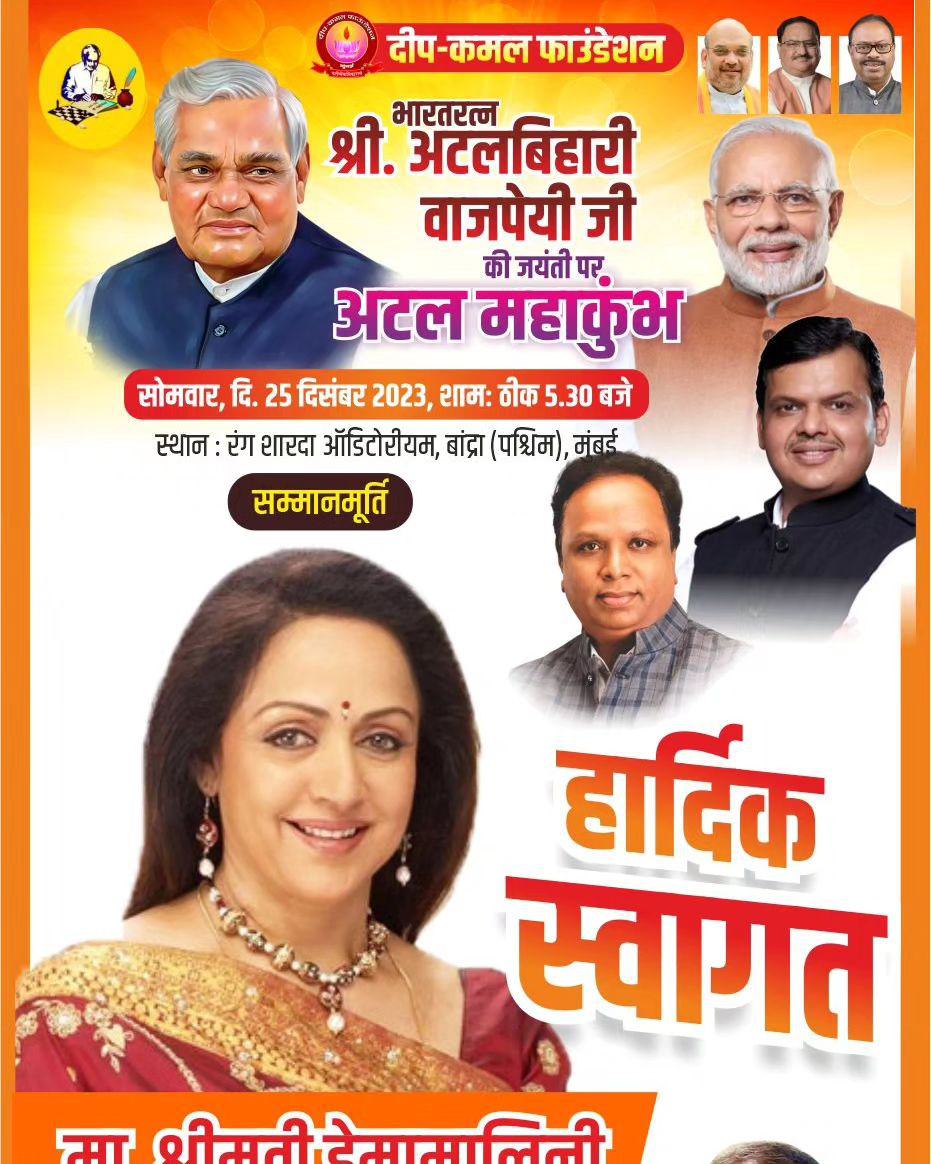 दीप-कमल फाउंडेशन
भारतरत्न
श्री. अटलबिहारी
वाजपेयी जी
की जयंती पर
अटल महाकुंभ
सोमवार, दि. 25 दिसंबर 2023, शाम: ठीक 5.30 बजे
स्थान : रंग शारदा ऑडिटोरीयम, बांद्रा (पश्चिम), मुंबई
सम्मानमूर्ति
हार्दिक
स्वागत
मा. श्रीमती हेमामालिनी